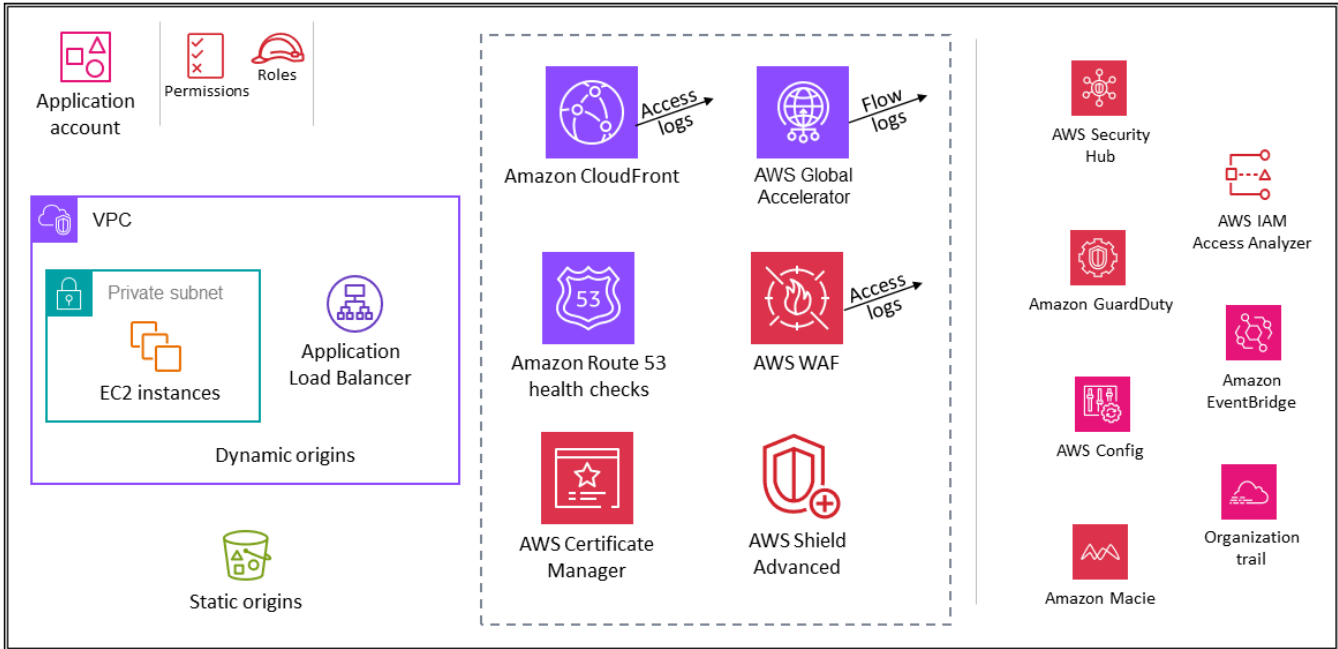 Application
account
Permissions
Roles
VPC
Private subnet
EC2 instances
Application
Load Balancer
Dynamic origins
Static origins
Amazon CloudFront
Access
logs
AWS Global
Accelerator
Flow
logs
53
Amazon Route 53
health checks
AWS WAF
Access
logs
AWS Certificate
Manager
AWS Shield
Advanced
AWS Security
Hub
AWS IAM
Access Analyzer
Amazon GuardDuty
Amazon
EventBridge
AWS Config
Organization
trail
Amazon Macie